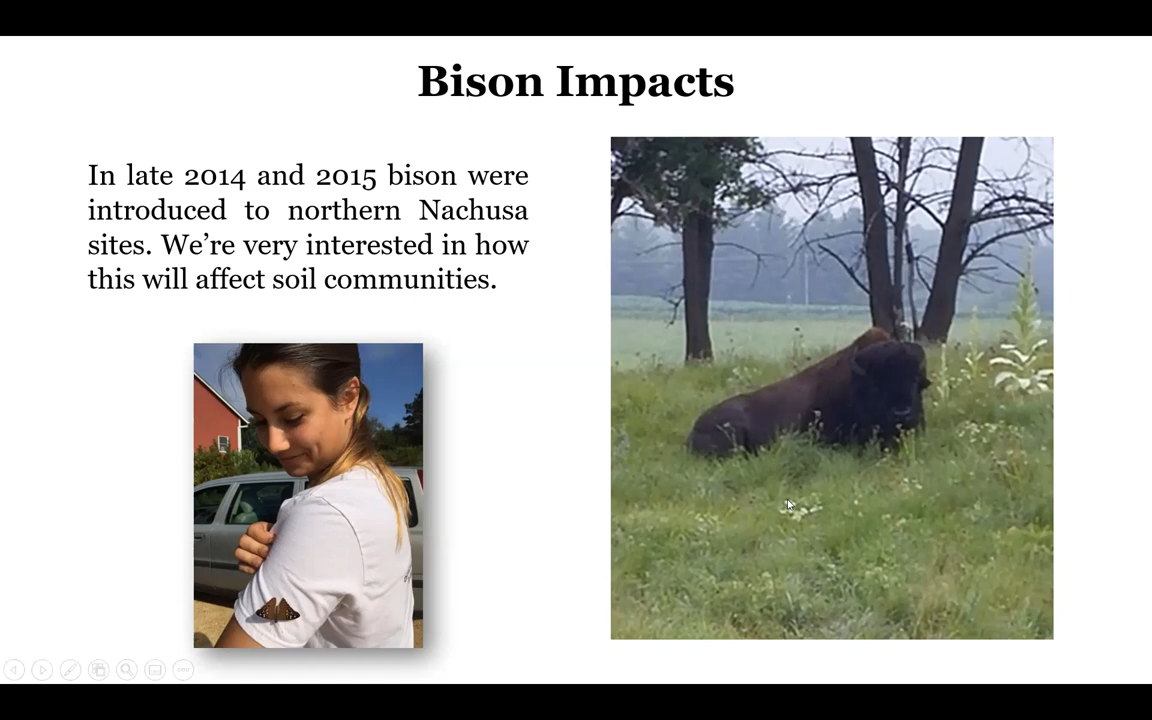 Bison Impacts
In late 2014 and 2015 bison were
introduced to northern Nachusa
sites. We're very interested in how
this will affect soil communities.